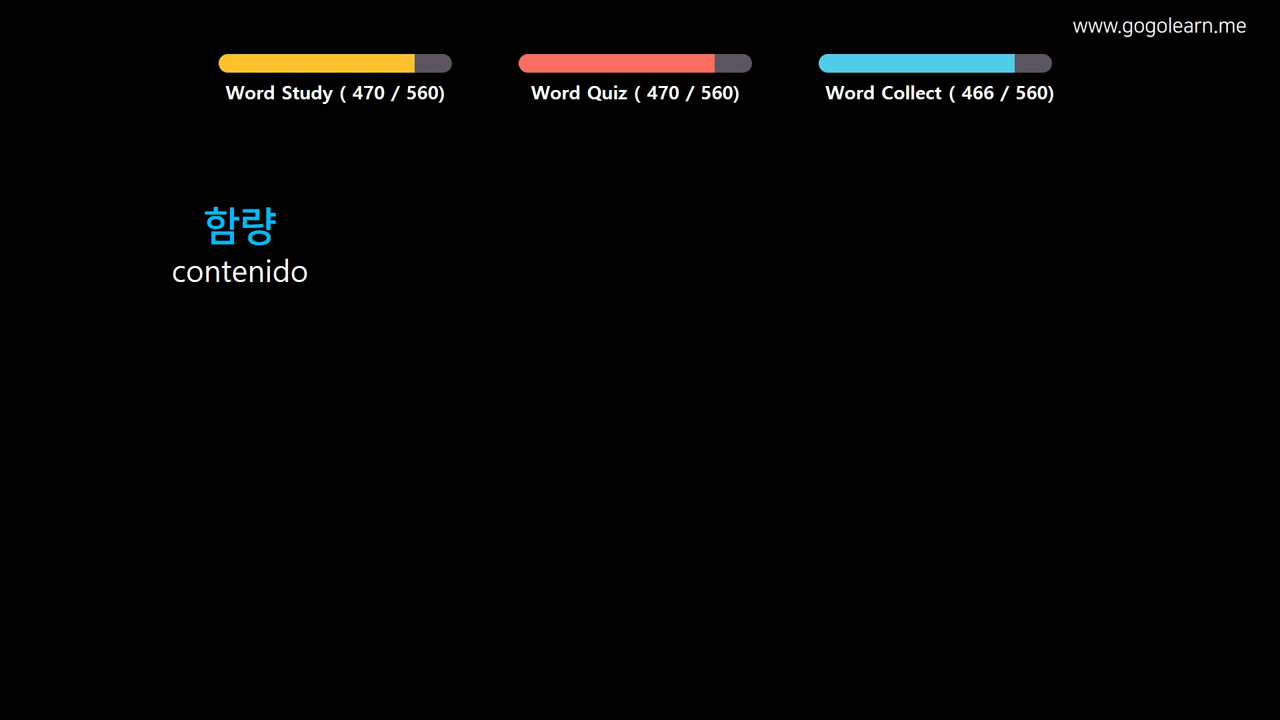 www.gogolearn.me
Word Study ( 470 / 560)
Word Quiz ( 470 / 560)
Word Collect ( 466 / 560)
함량
contenido